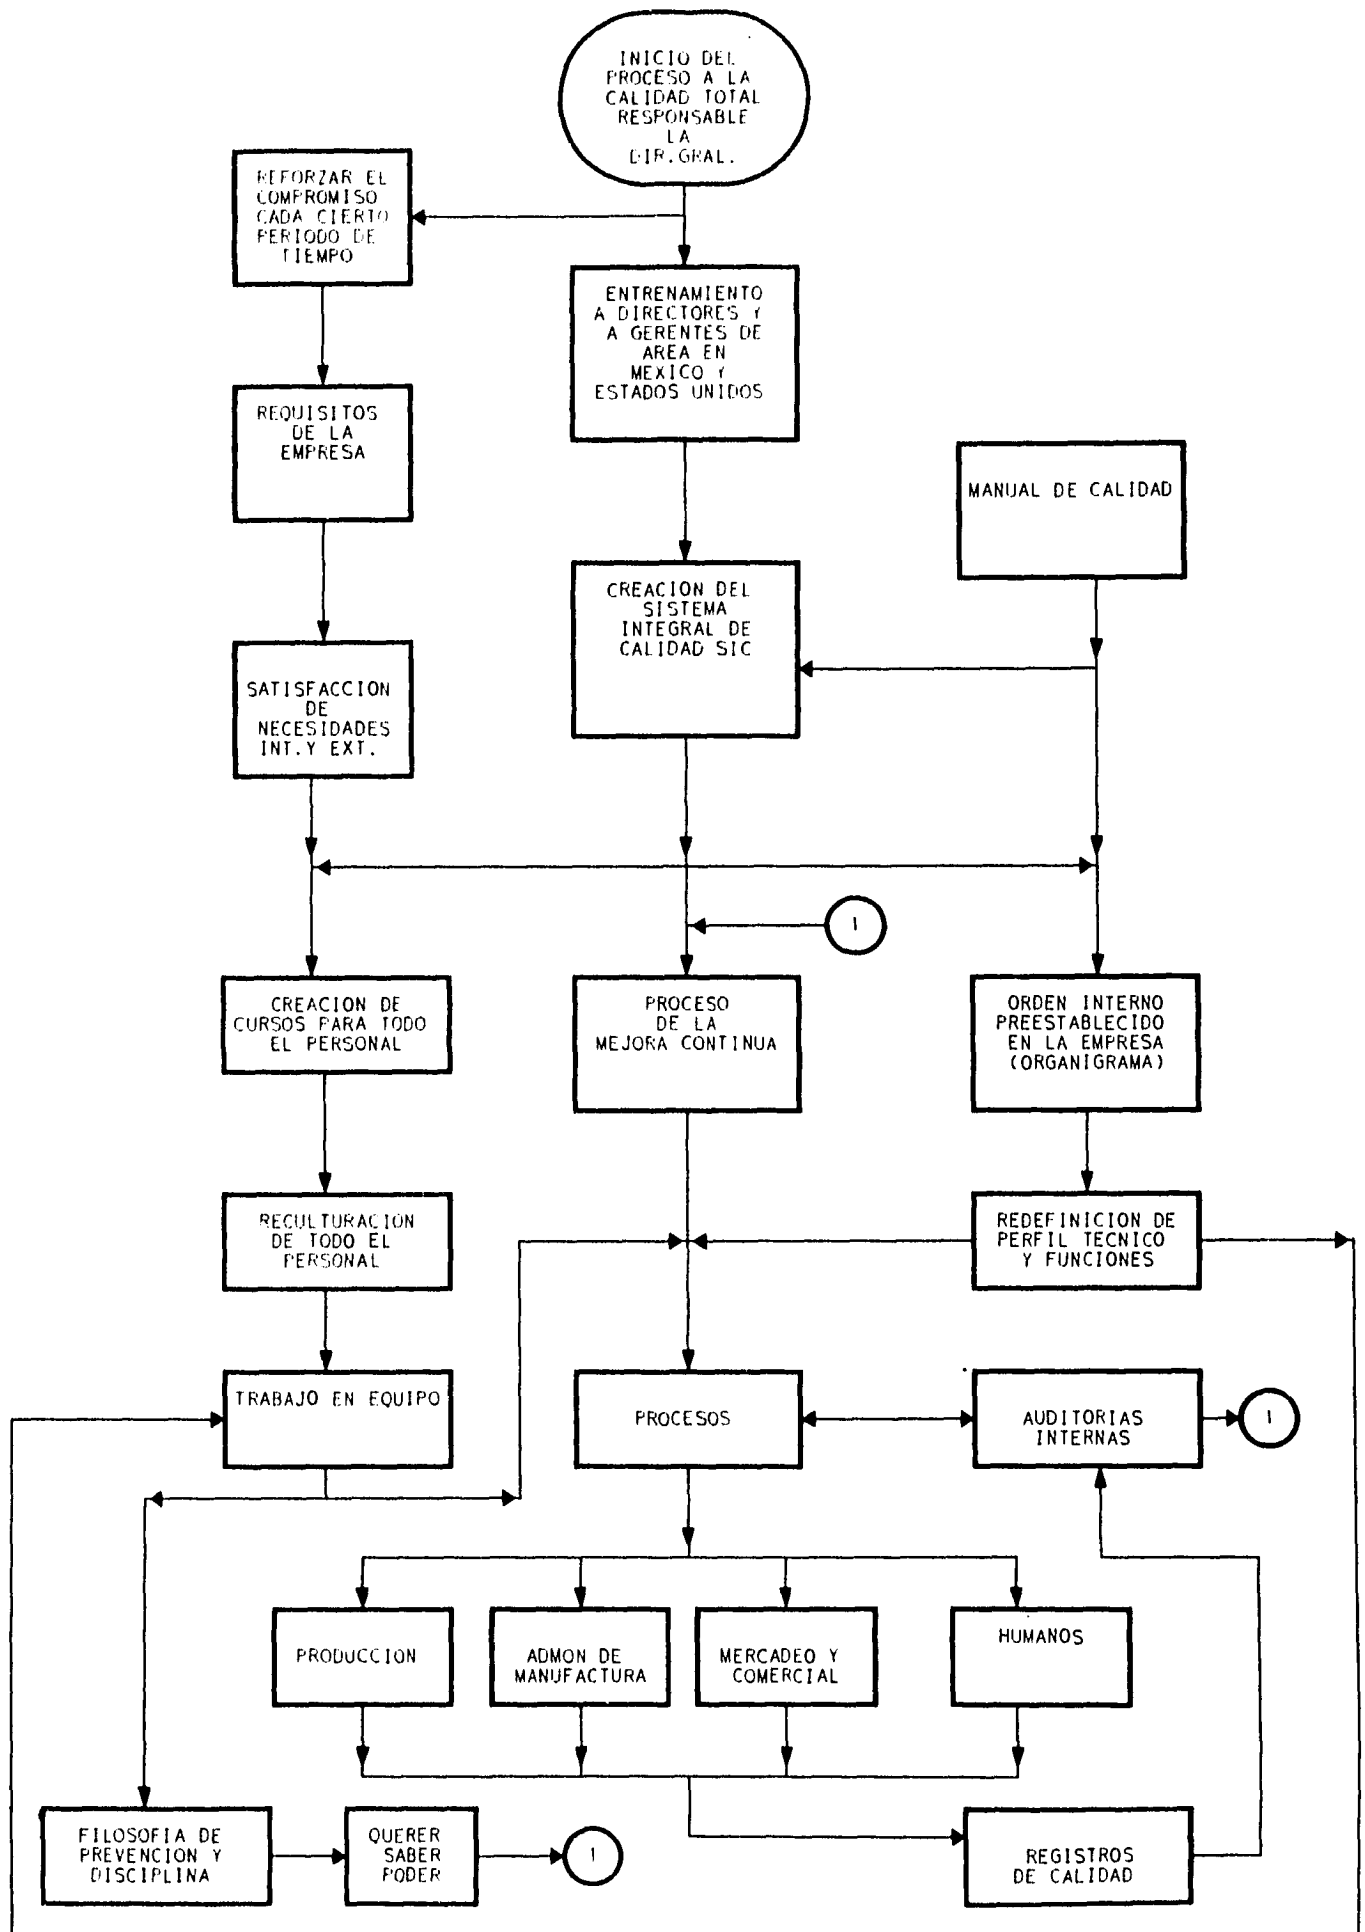 INICIO DEL
PROCESO A LA
CALIDAD TOTAL
RESPONSABLE
LA
DIR.GRAL.
REFORZAR EL
COMPROMISO
CADA CIERTO
PERIODO DE
TIEMPO
ENTRENAMIENTO
A DIRECTORES Y
A GERENTES DE
AREA EN
MEXICO Y
ESTADOS UNIDOS
REQUISITOS
DE LA
EMPRESA
MANUAL DE CALIDAD
CREACION DEL
SISTEMA
INTEGRAL DE
CALIDAD SIC
SATISFACCION
DE
NECESIDADES
INT.Y EXT.
1
CREACION DE
CURSOS PARA TODO
EL PERSONAL
PROCESO
DE LA
MEJORA CONTINUA
ORDEN INTERNO
PREESTABLECIDO
EN LA EMPRESA
(ORGANIGRAMA)
RECULTURACION
DE TODO EL
PERSONAL
REDEFINICION DE
PERFIL TECNICO
Y FUNCIONES
TRABAJO EN EQUIPO
PROCESOS
AUDITORIAS
INTERNAS
1
PRODUCCION
ADMON DE
MANUFACTURA
MERCADEO Y
COMERCIAL
HUMANOS
FILOSOFIA DE
PREVENCION Y
DISCIPLINA
QUERER
SABER
PODER
1
REGISTROS
DE CALIDAD